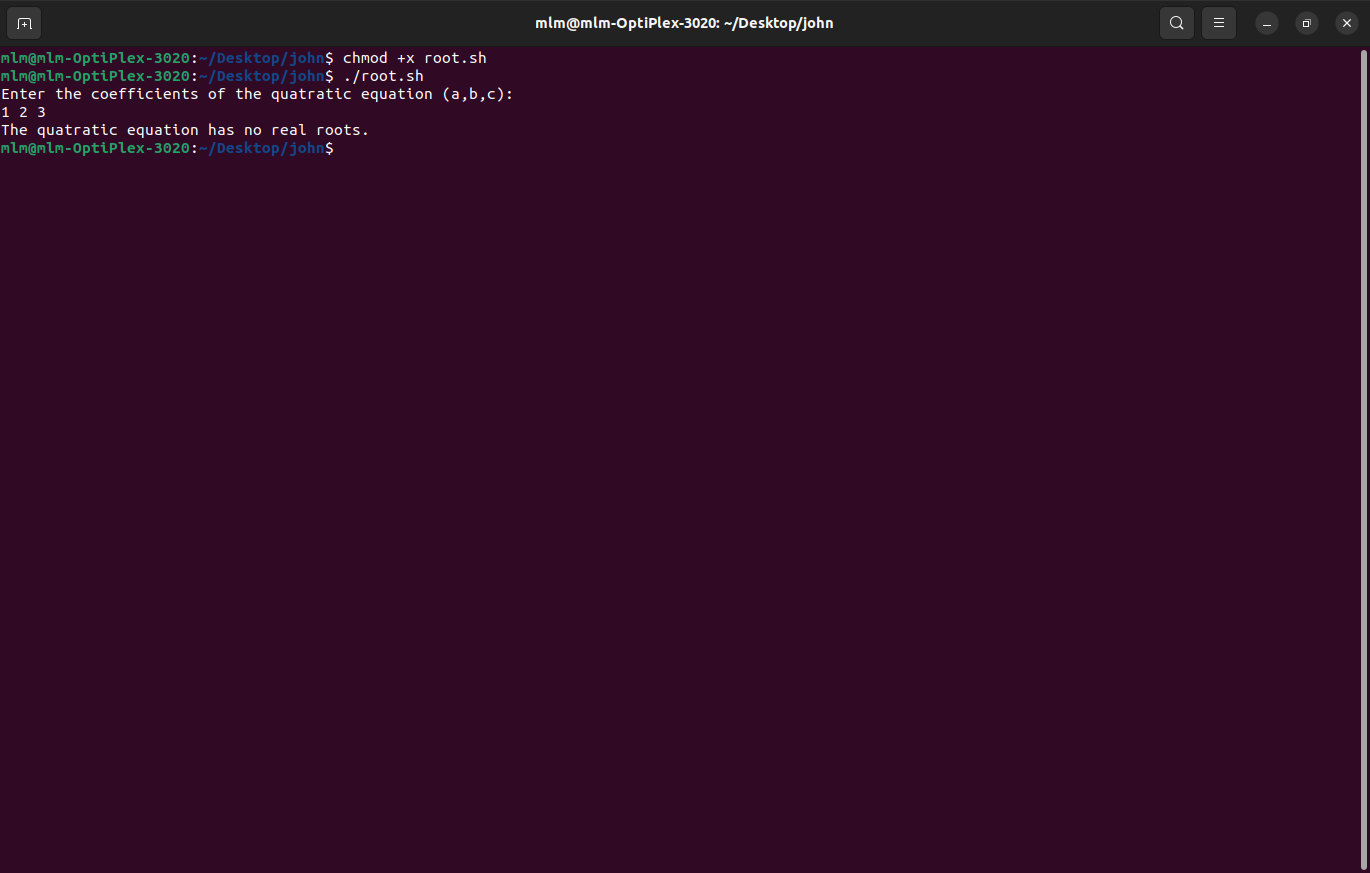 mlm@mlm-OptiPlex-3020: ~/Desktop/john
mlm@mlm-OptiPlex-3020:~/Desktop/john$ chmod +x root.sh
mlm@mlm-OptiPlex-3020:~/Desktop/john$ ./root.sh
Enter the coefficients of the quatratic equation (a,b,c):
1 2 3
The quatratic equation has no real roots.
mlm@mlm-OptiPlex-3020:~/Desktop/john$